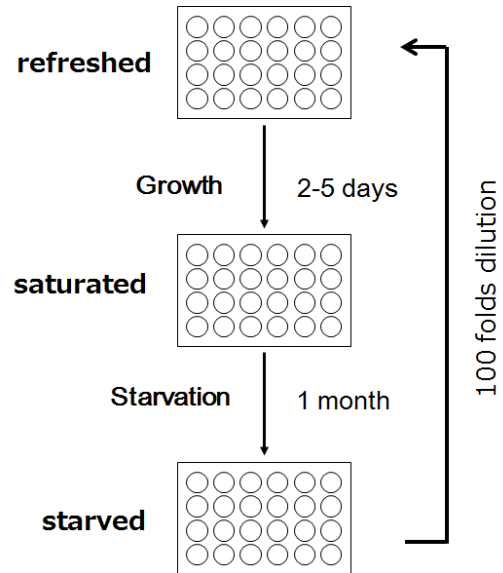 refreshed
Growth 2-5 days
saturated
Starvation 1 month
starved
100 folds dilution